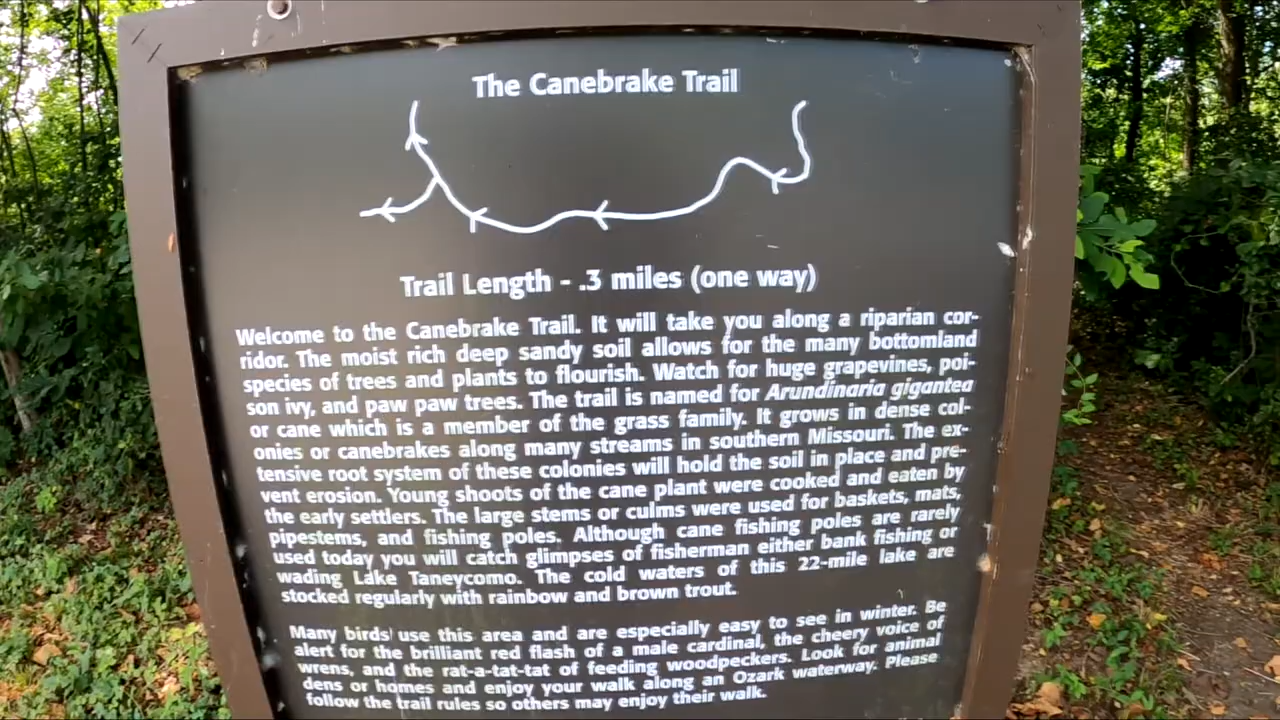 The Canebrake Trail
Trail Length - .3 miles (one way)
Welcome to the Canebrake Trail. It will take you along a riparian cor-
ridor. The moist rich deep sandy soil allows for the many bottomland
species of trees and plants to flourish. Watch for huge grapevines, poi-
son ivy, and paw paw trees. The trail is named for Arundinaria gigantea
or cane which is a member of the grass family. It grows in dense col-
onies or canebrakes along many streams in southern Missouri. The ex-
tensive root system of these colonies will hold the soil in place and pre-
vent erosion. Young shoots of the cane plant were cooked and eaten by
the early settlers. The large stems or culms were used for baskets, mats,
pipestems, and fishing poles. Although cane fishing poles are rarely
used today you will catch glimpses of fisherman either bank fishing or
wading Lake Taneycomo. The cold waters of this 22-mile lake are
stocked regularly with rainbow and brown trout.
Many birds use this area and are especially easy to see in winter. Be
alert for the brilliant red flash of a male cardinal, the cheery voice of
wrens, and the rat-a-tat-tat of feeding woodpeckers. Look for animal
dens or homes and enjoy your walk along an Ozark waterway. Please
follow the trail rules so others may enjoy their walk.